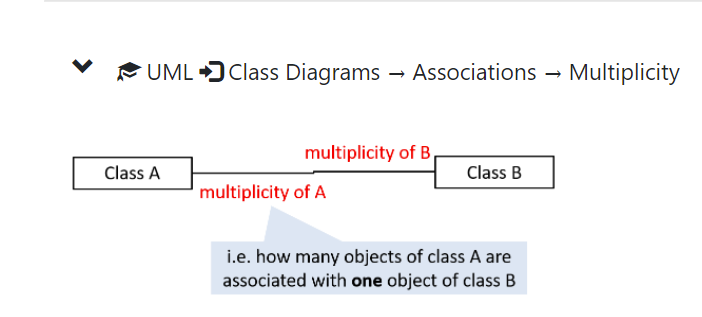 UML Class Diagrams → Associations → Multiplicity
multiplicity of B
Class A
Class B
multiplicity of A
i.e. how many objects of class A are
associated with one object of class B